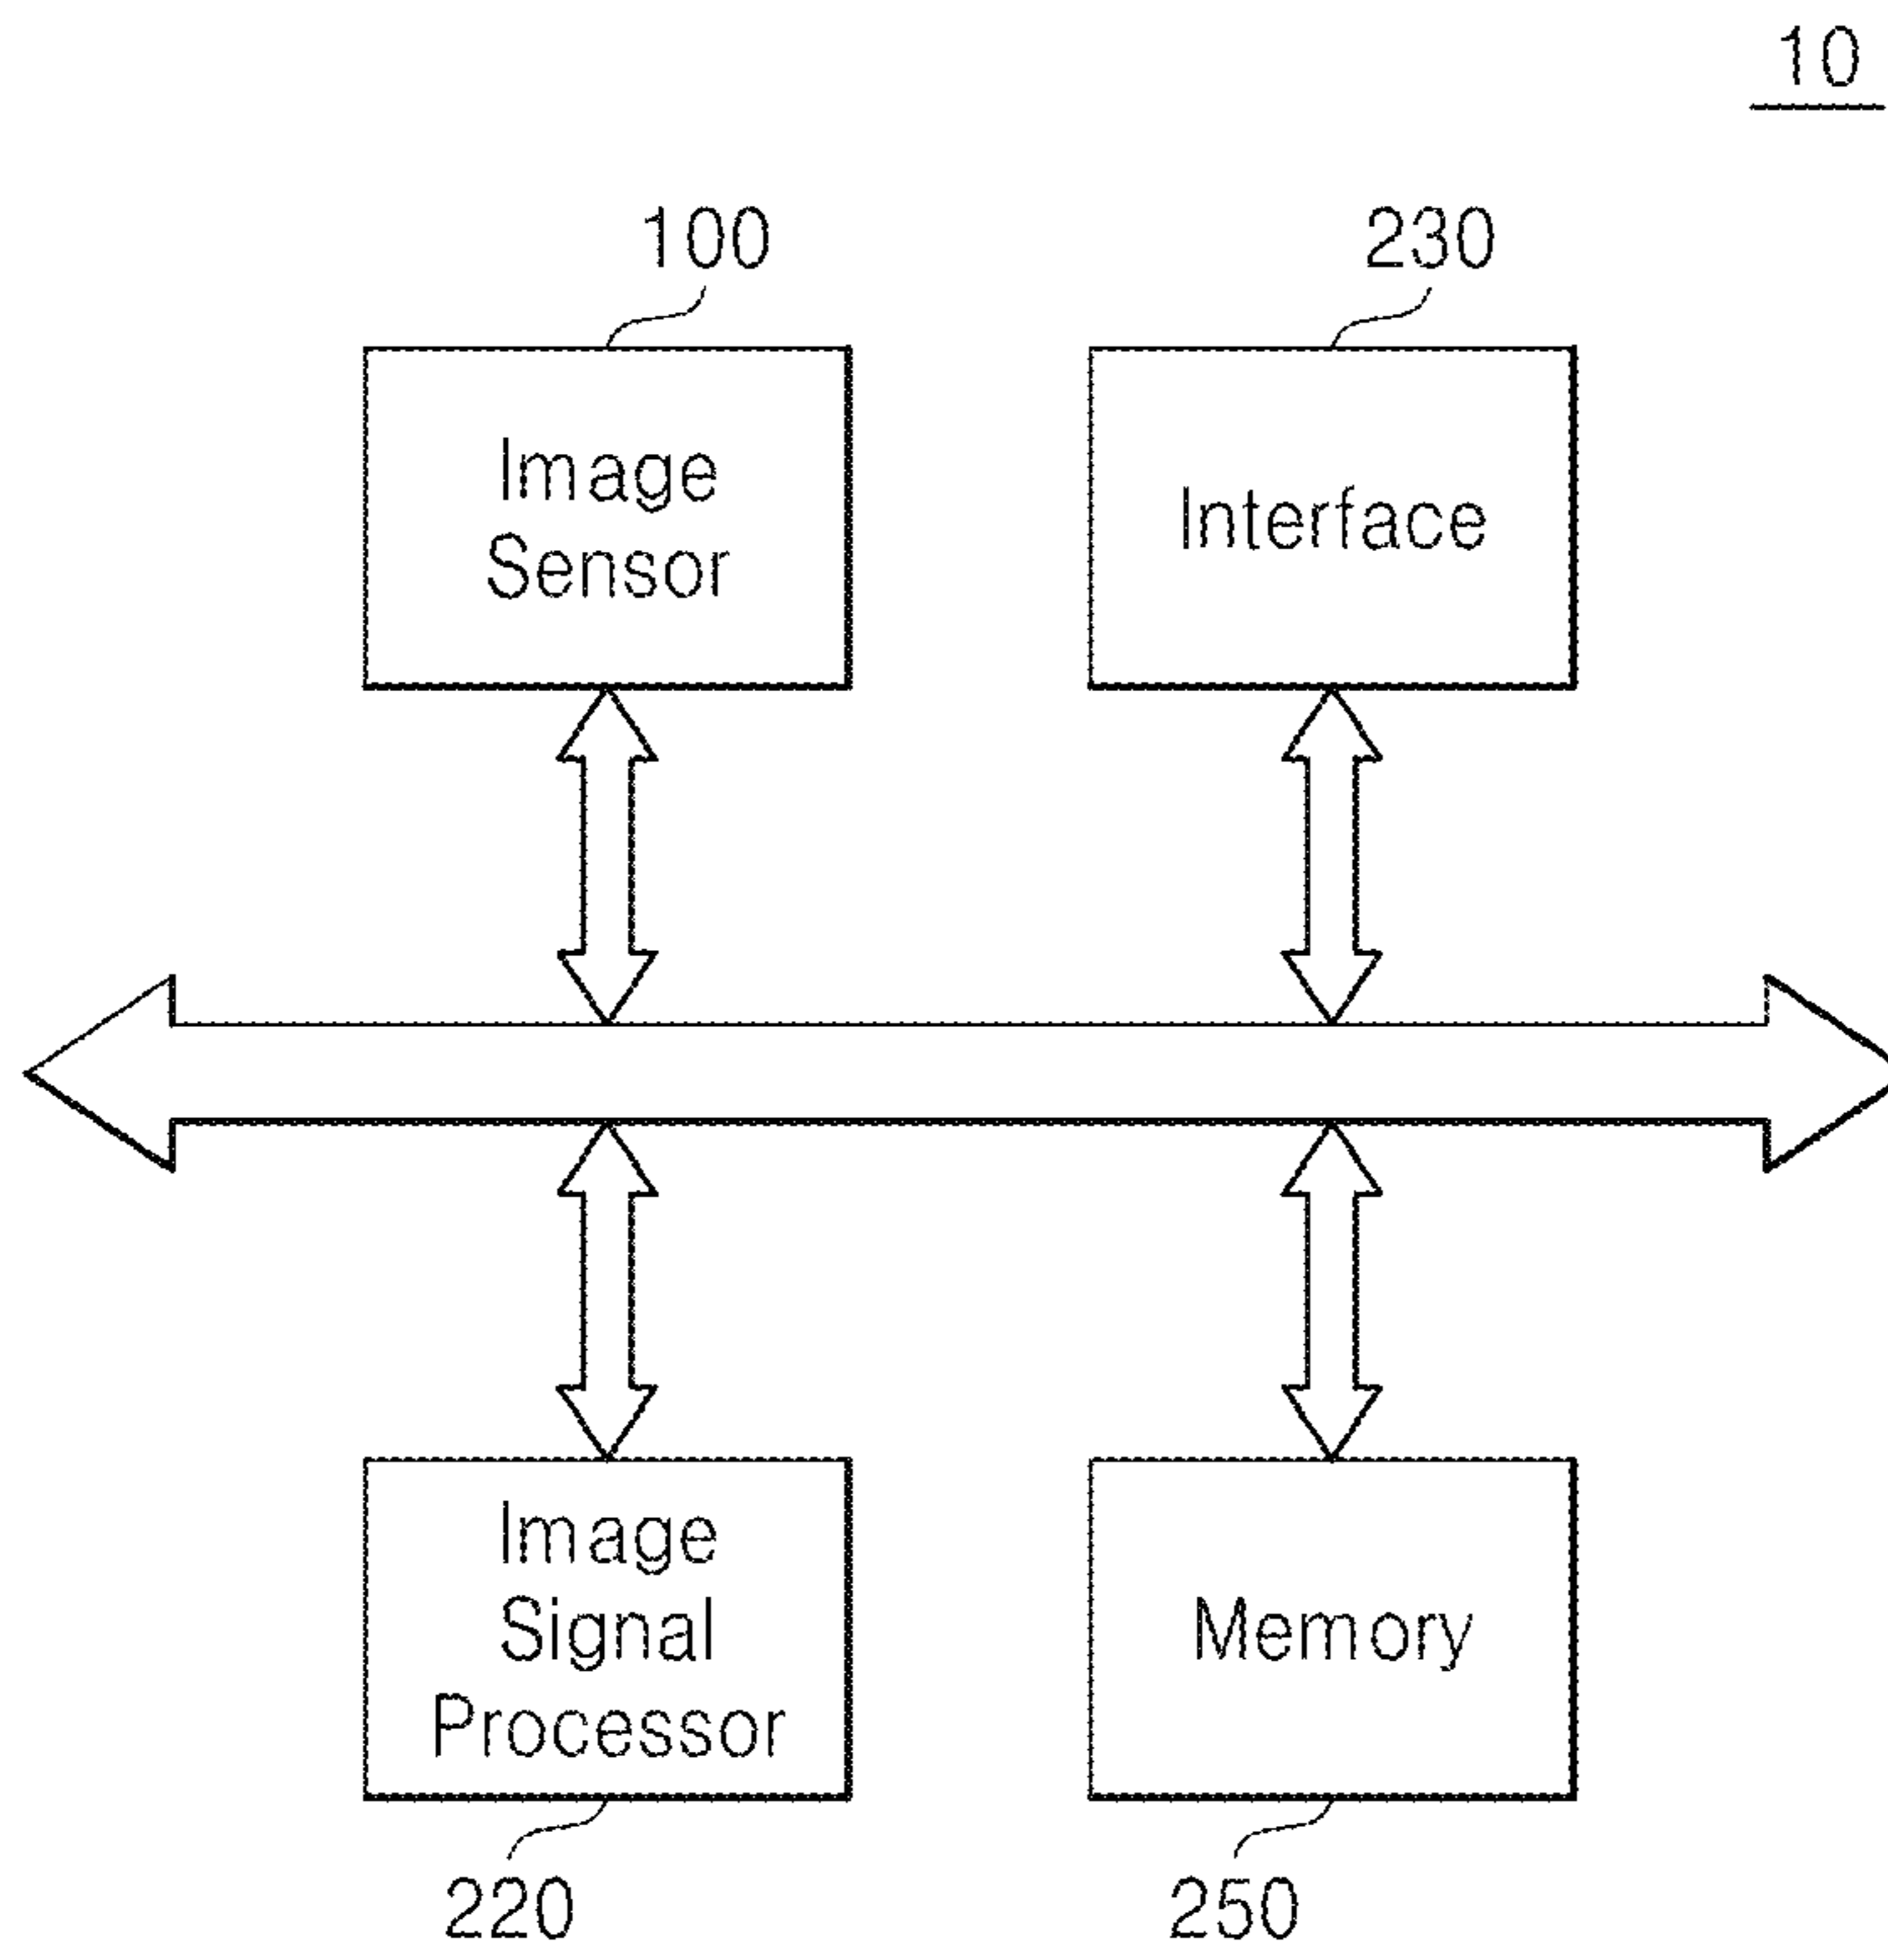 10
100
230
Image
Sensor
Interface
Image
Signal
Processor
Memory
220
250